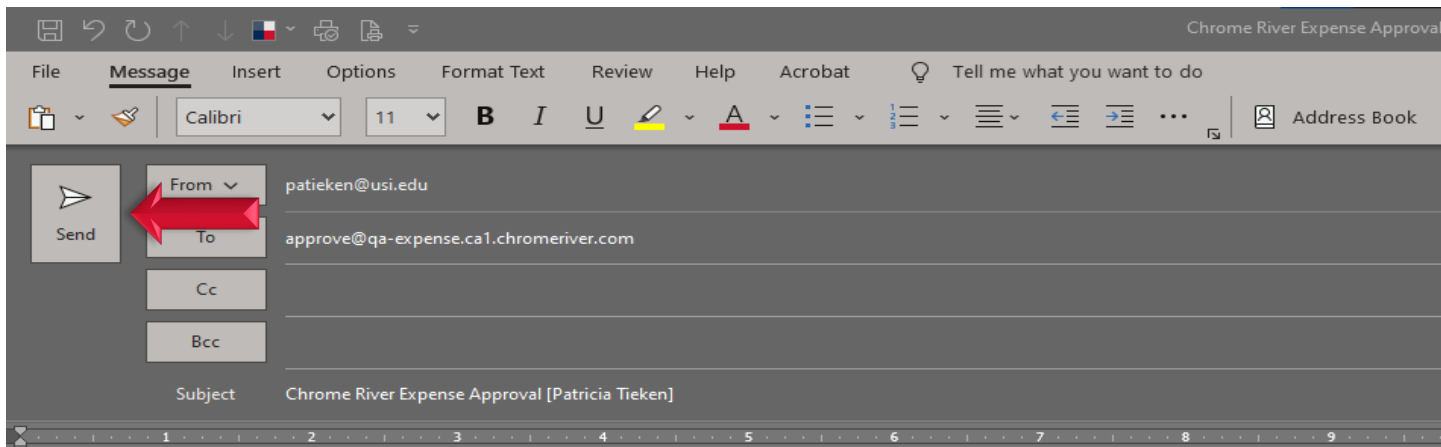 Chrome River Expense Approval
File Message Insert Options Format Text Review Help Acrobat Tell me what you want to do
Calibri 11 B I U A Address Book
From patieken@usi.edu
Send
To approve@qa-expense.ca1.chromeriver.com
Cc
Bcc
Subject Chrome River Expense Approval [Patricia Tieken]
1 2 3 4 5 6 7 8 9